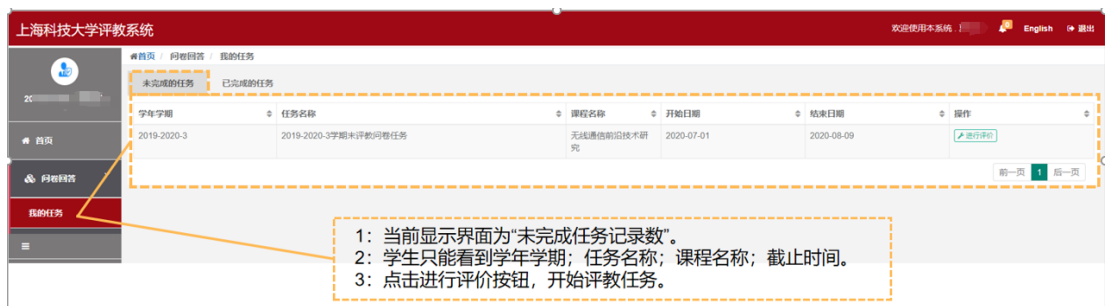 上海科技大学评教系统
欢迎使用本系统
English
退出
首页 / 问卷回答 / 我的任务
未完成的任务 已完成的任务
学年学期 任务名称 课程名称 开始日期 结束日期 操作
2019-2020-3 2019-2020-3学期末评教问卷任务 无线通信前沿技术研 2020-07-01 2020-08-09 进行评价
究
前一页 1 后一页
首页
问卷回答
我的任务
1：当前显示界面为“未完成任务记录数”。
2：学生只能看到学年学期；任务名称；课程名称；截止时间。
3：点击进行评价按钮，开始评教任务。